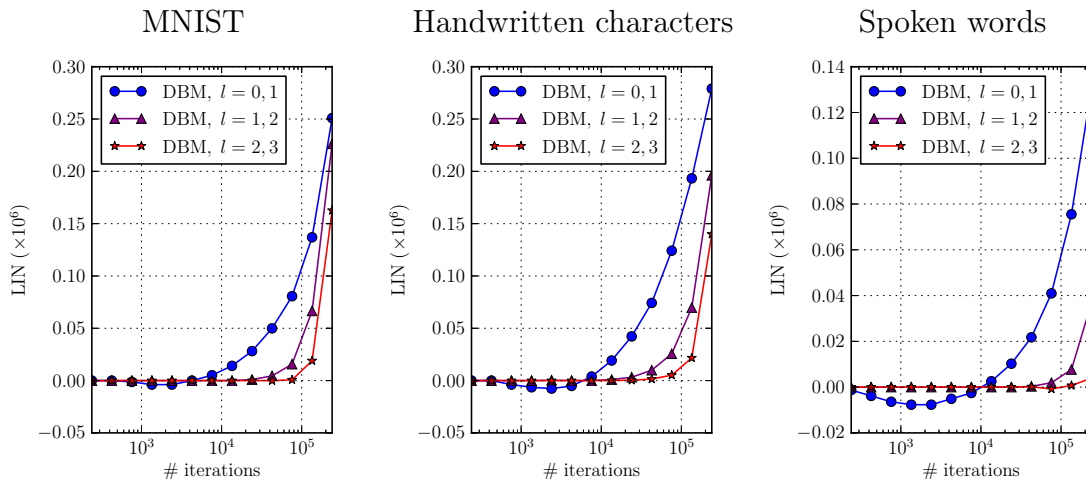 MNIST
0.30
0.25
0.20
0.15
0.10
0.05
0.00
−0.05
LIN (×10⁶)
DBM, l = 0, 1
DBM, l = 1, 2
DBM, l = 2, 3
10³ 10⁴ 10⁵
# iterations
Handwritten characters
0.30
0.25
0.20
0.15
0.10
0.05
0.00
−0.05
LIN (×10⁶)
DBM, l = 0, 1
DBM, l = 1, 2
DBM, l = 2, 3
10³ 10⁴ 10⁵
# iterations
Spoken words
0.14
0.12
0.10
0.08
0.06
0.04
0.02
0.00
−0.02
LIN (×10⁶)
DBM, l = 0, 1
DBM, l = 1, 2
DBM, l = 2, 3
10³ 10⁴ 10⁵
# iterations